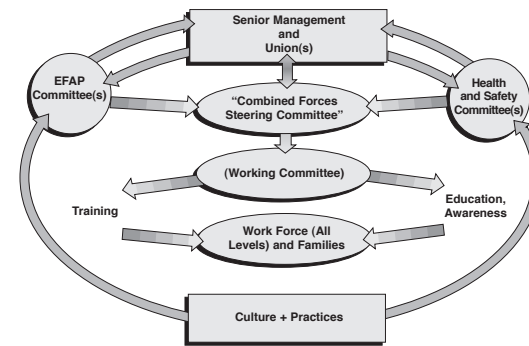 Senior Management
and
Union(s)
EFAP
Committee(s)
Health
and Safety
Committee(s)
“Combined Forces
Steering Committee”
(Working Committee)
Training
Education,
Awareness
Work Force (All
Levels) and Families
Culture + Practices